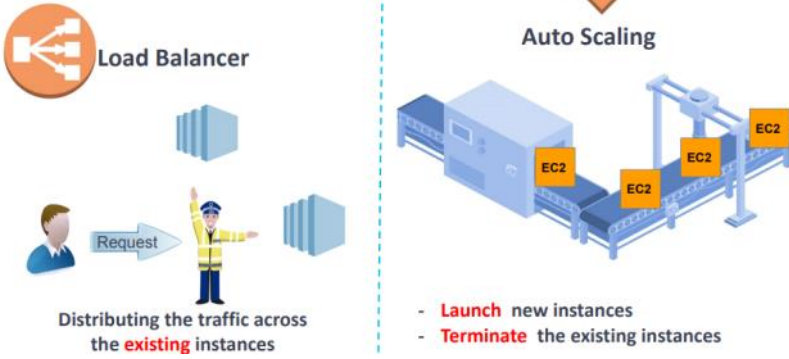 Load Balancer
Request
Distributing the traffic across
the existing instances
Auto Scaling
EC2
EC2
EC2
EC2
- Launch new instances
- Terminate the existing instances